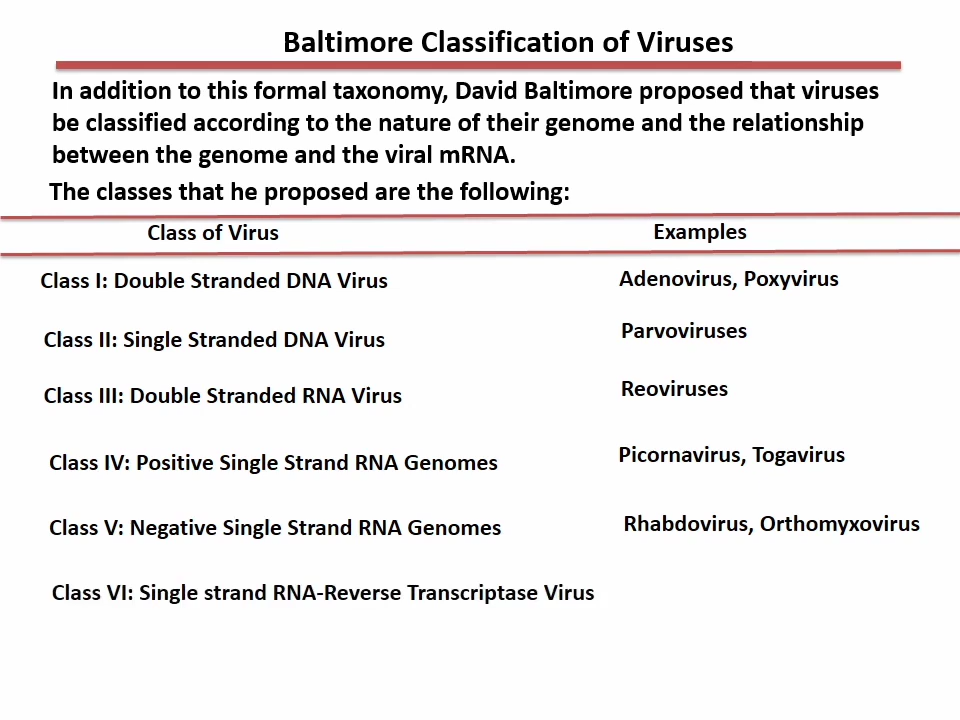 Baltimore Classification of Viruses
In addition to this formal taxonomy, David Baltimore proposed that viruses
be classified according to the nature of their genome and the relationship
between the genome and the viral mRNA.
The classes that he proposed are the following:
Class of Virus Examples
Class I: Double Stranded DNA Virus Adenovirus, Poxyvirus
Class II: Single Stranded DNA Virus Parvoviruses
Class III: Double Stranded RNA Virus Reoviruses
Class IV: Positive Single Strand RNA Genomes Picornavirus, Togavirus
Class V: Negative Single Strand RNA Genomes Rhabdovirus, Orthomyxovirus
Class VI: Single strand RNA-Reverse Transcriptase Virus